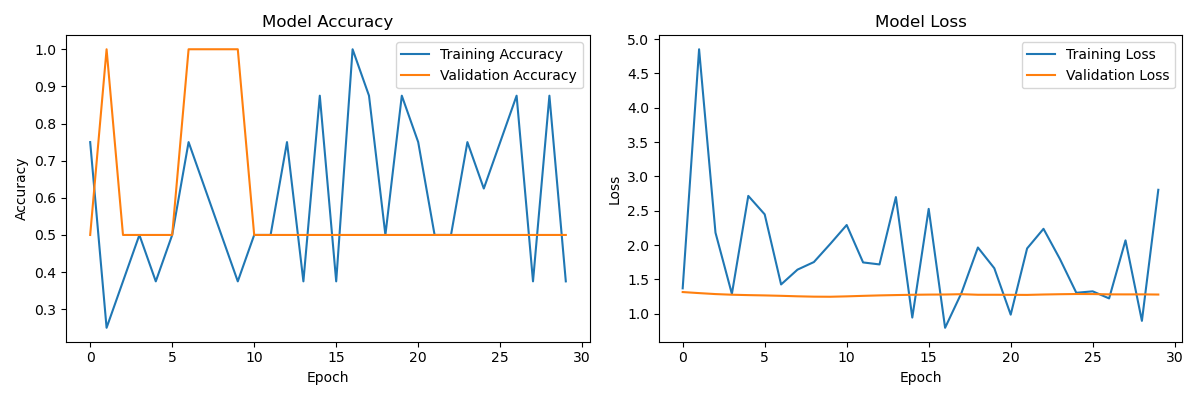 Model Accuracy
Training Accuracy
Validation Accuracy
Accuracy
1.0
0.9
0.8
0.7
0.6
0.5
0.4
0.3
0 5 10 15 20 25 30
Epoch
Model Loss
Training Loss
Validation Loss
Loss
5.0
4.5
4.0
3.5
3.0
2.5
2.0
1.5
1.0
0 5 10 15 20 25 30
Epoch